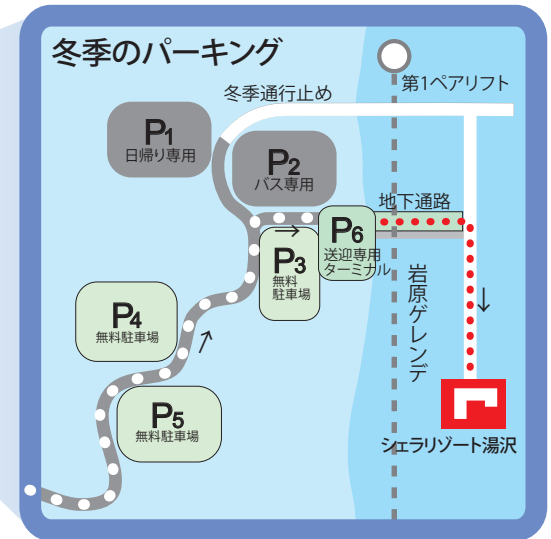 冬季のパーキング
第1ペアリフト
冬季通行止め
P1
日帰り専用
P2
バス専用
地下通路
P6
送迎専用
ターミナル
P3
無料
駐車場
岩原ゲレンデ
P4
無料駐車場
P5
無料駐車場
シェラリゾート湯沢